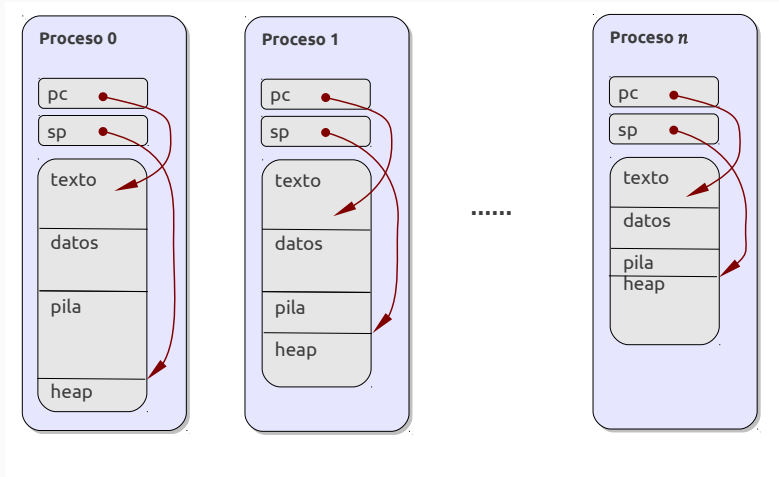 Proceso 0
pc
sp
texto
datos
pila
heap
Proceso 1
pc
sp
texto
datos
pila
heap
......
Proceso n
pc
sp
texto
datos
pila
heap